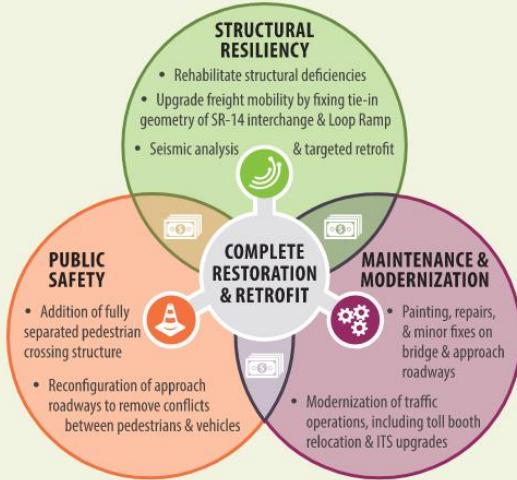 STRUCTURAL
RESILIENCY
• Rehabilitate structural deficiencies
• Upgrade freight mobility by fixing tie-in
geometry of SR-14 interchange & Loop Ramp
• Seismic analysis & targeted retrofit
COMPLETE
RESTORATION
& RETROFIT
PUBLIC
SAFETY
• Addition of fully
separated pedestrian
crossing structure
• Reconfiguration of approach
roadways to remove conflicts
between pedestrians & vehicles
MAINTENANCE &
MODERNIZATION
• Painting, repairs,
& minor fixes on
bridge & approach
roadways
• Modernization of traffic
operations, including toll booth
relocation & ITS upgrades